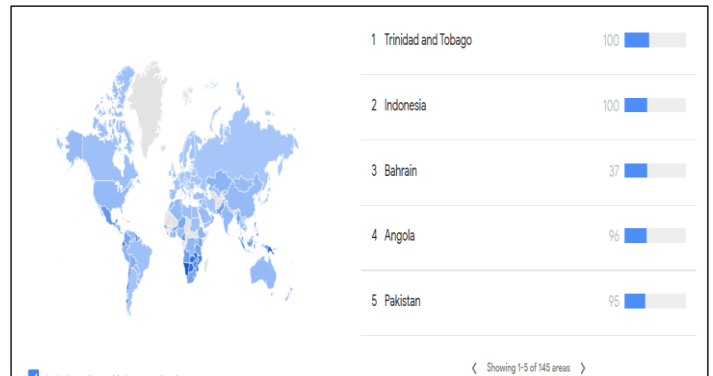 1 Trinidad and Tobago 100
2 Indonesia 100
3 Bahrain 37
4 Angola 96
5 Pakistan 95
Showing 1-5 of 145 areas